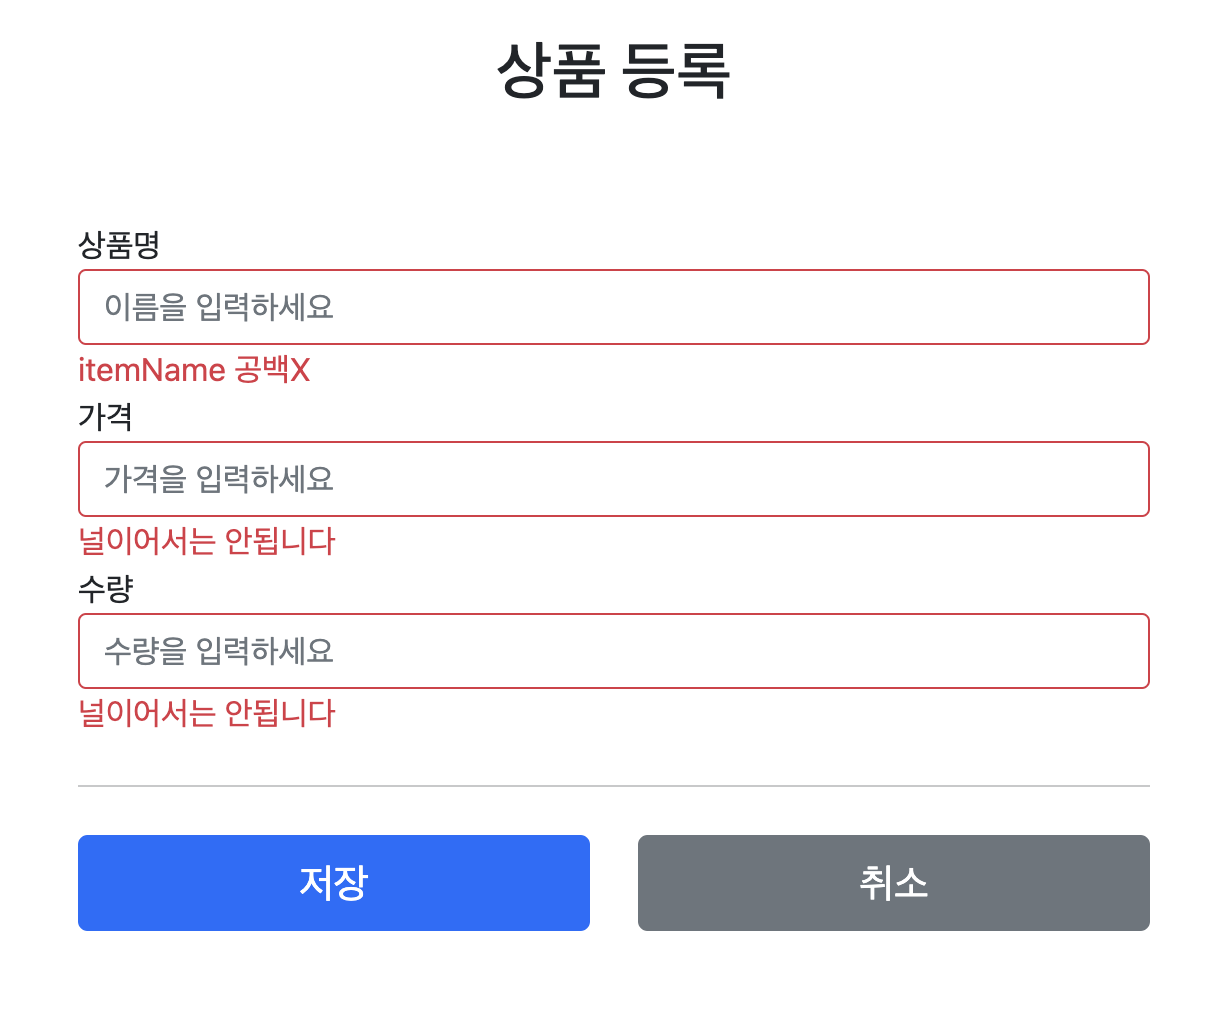 상품 등록
상품명
이름을 입력하세요
itemName 공백X
가격
가격을 입력하세요
널이어서는 안됩니다
수량
수량을 입력하세요
널이어서는 안됩니다
저장
취소